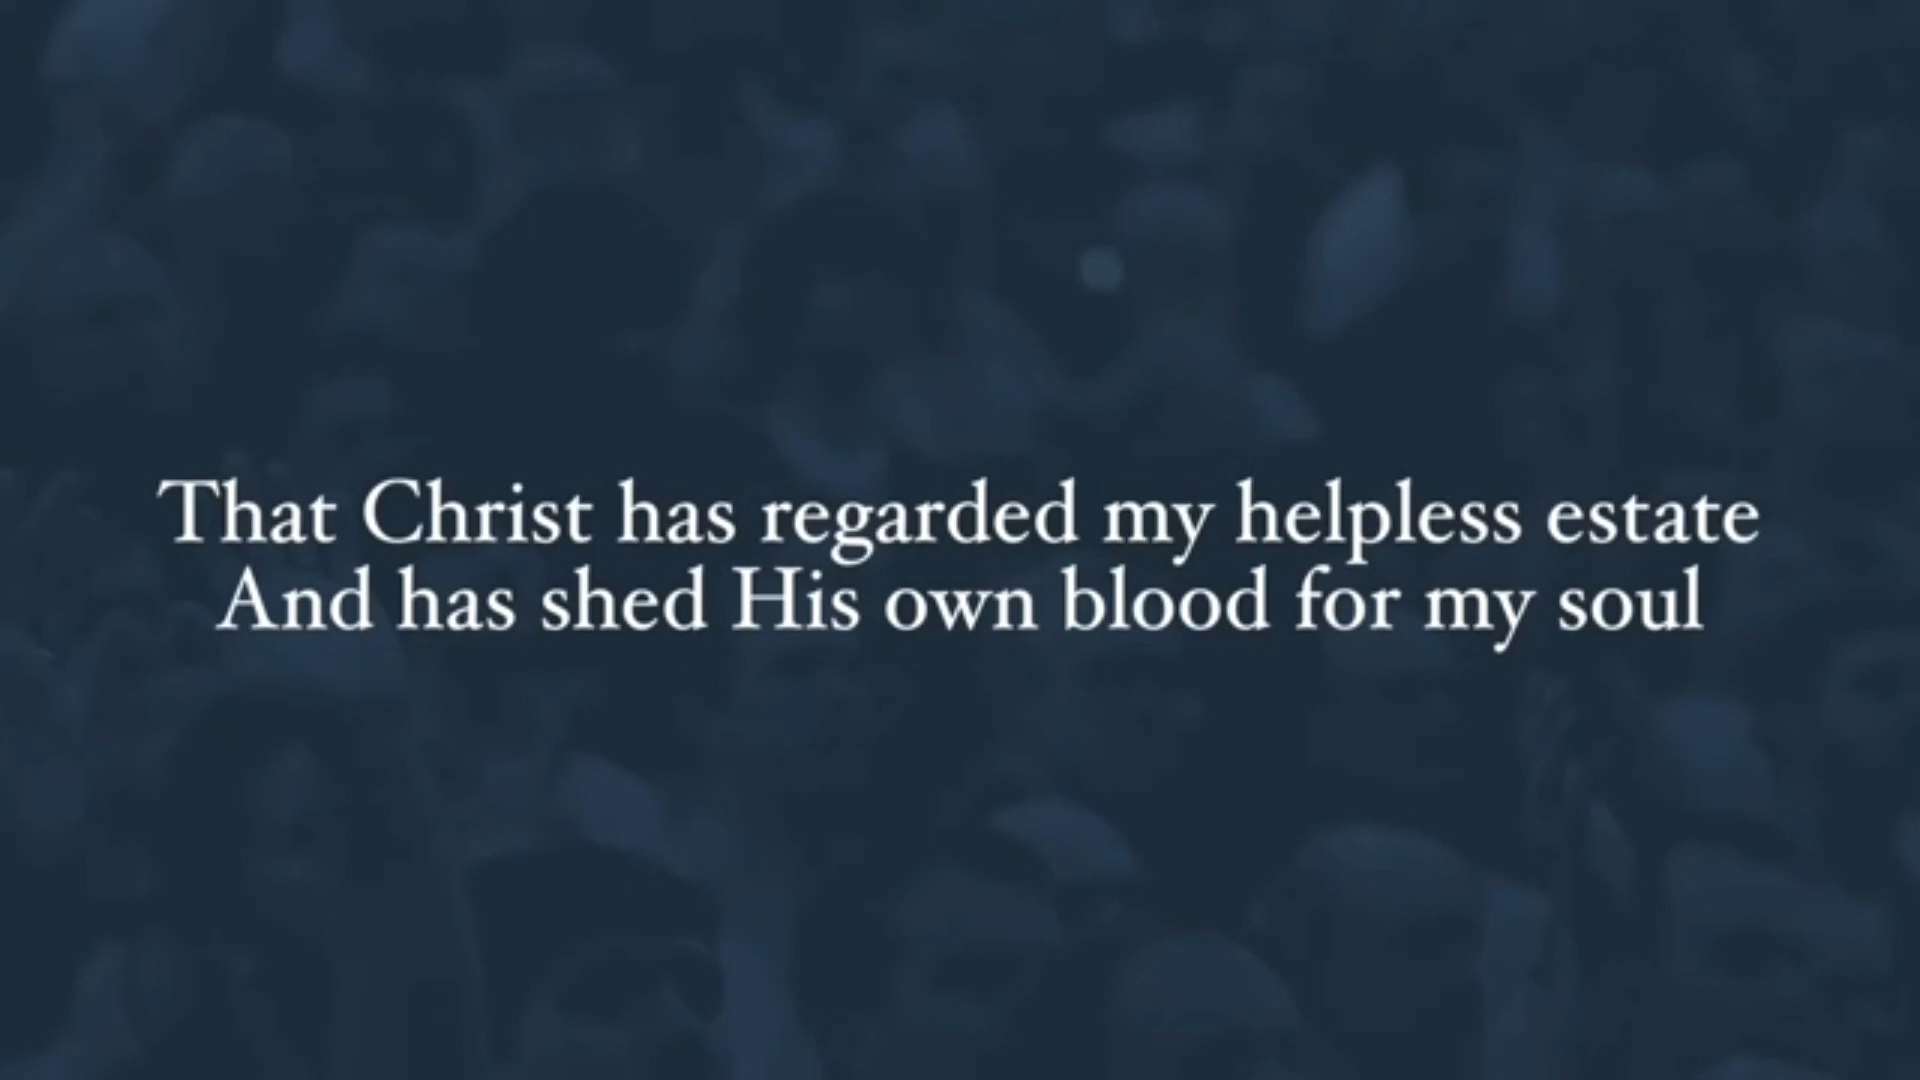 That Christ has regarded my helpless estate
And has shed His own blood for my soul